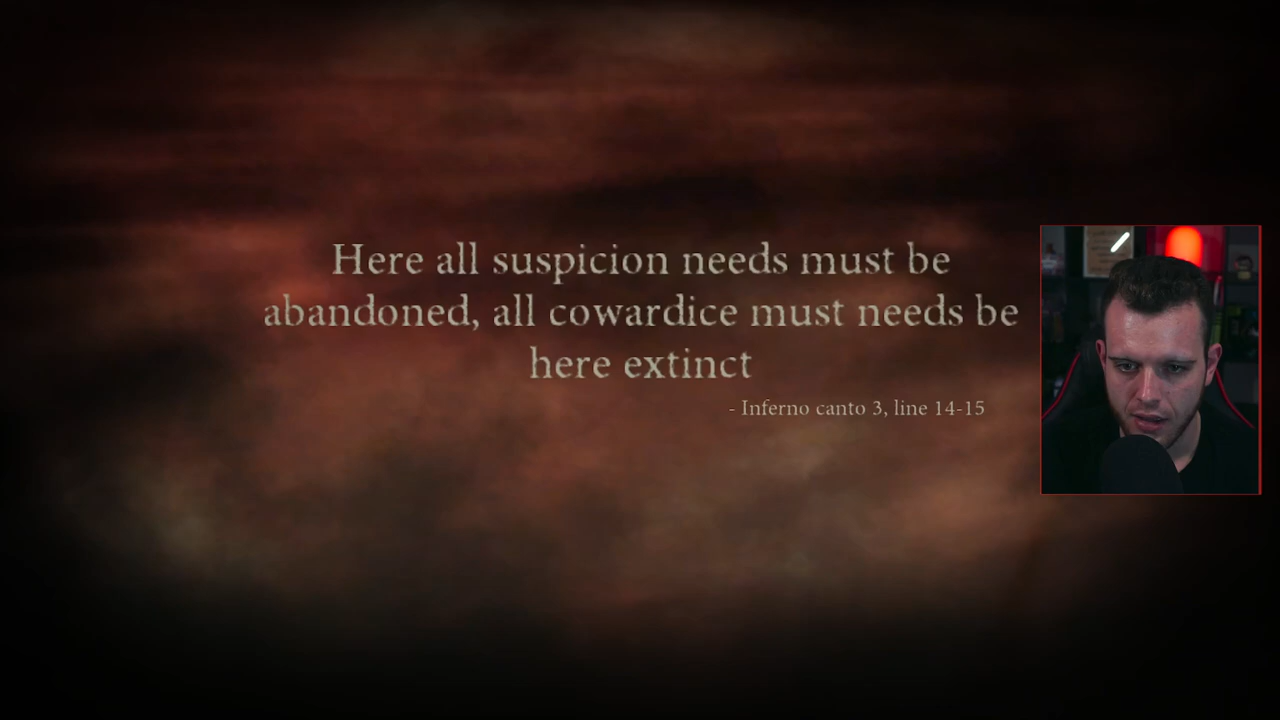 Here all suspicion needs must be
abandoned, all cowardice must needs be
here extinct
- Inferno canto 3, line 14-15